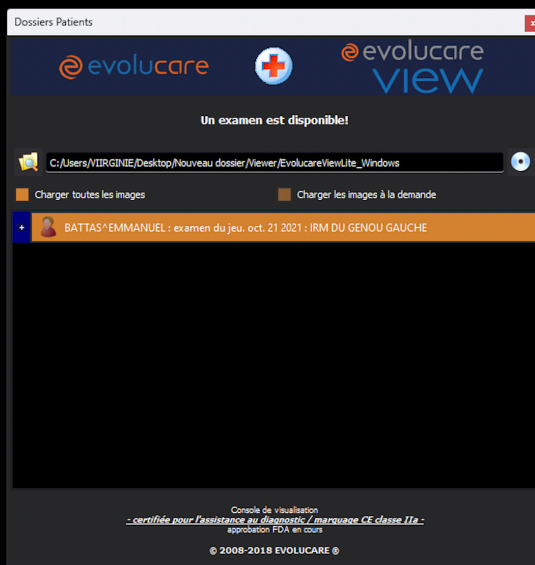 Dossiers Patients
x
evolucare
evolucare
view
Un examen est disponible!
C:/Users/VIIRGINIE/Desktop/Nouveau dossier/Viewer/EvolucareViewLite_Windows
Charger toutes les images
Charger les images à la demande
+
BATTAS^EMMANUEL : examen du jeu. oct. 21 2021 : IRM DU GENOU GAUCHE
Console de visualisation
- certifiée pour l'assistance au diagnostic / marquage CE classe IIa -
approbation FDA en cours
© 2008-2018 EVOLUCARE ®